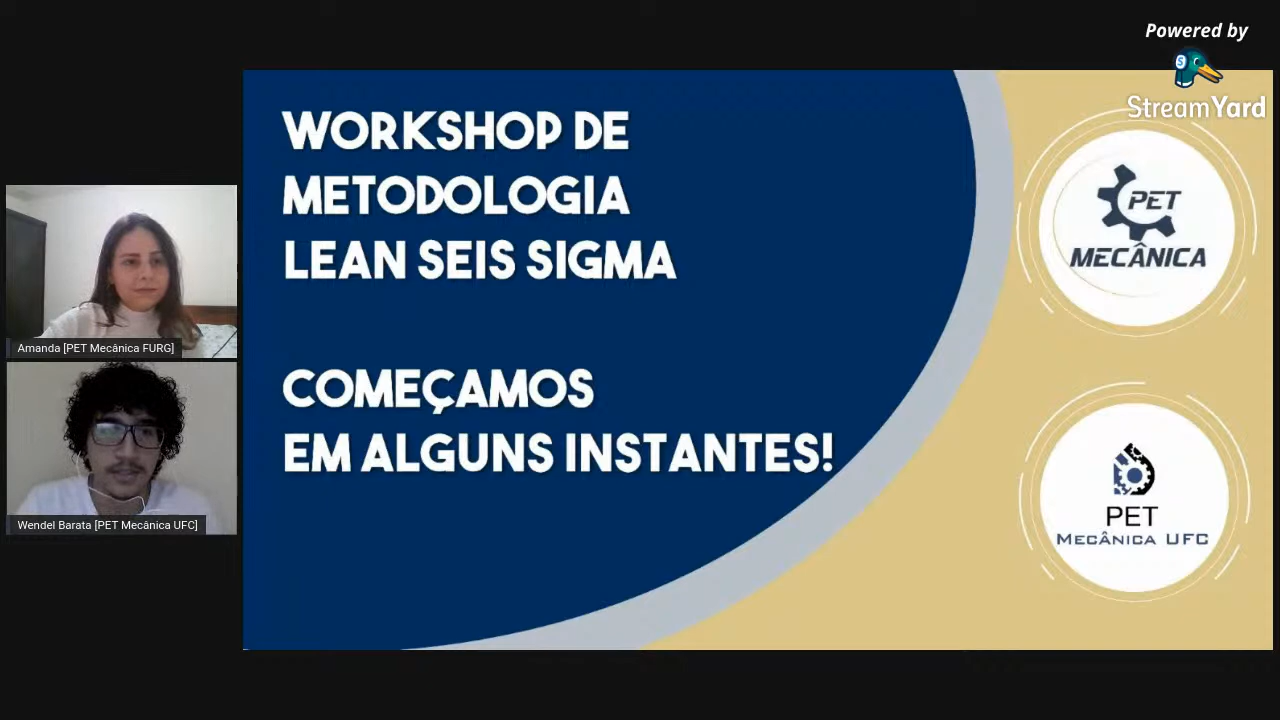 Powered by
StreamYard
WORKSHOP DE
METODOLOGIA
LEAN SEIS SIGMA
COMEÇAMOS
EM ALGUNS INSTANTES!
PET
MECÂNICA
PET
MECÂNICA UFC
Amanda [PET Mecânica FURG]
Wendel Barata [PET Mecânica UFC]